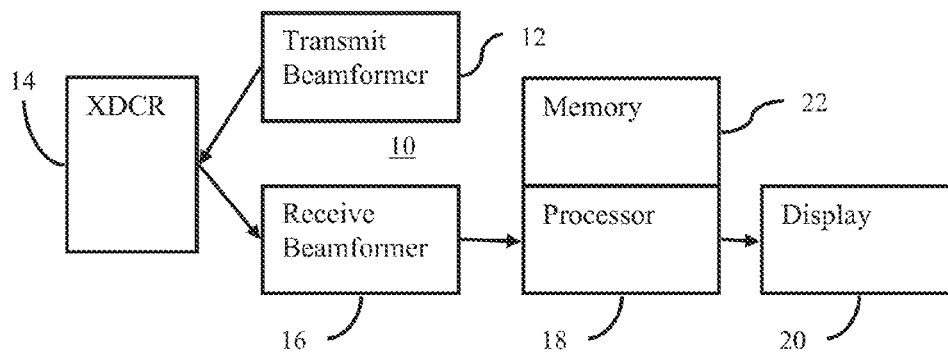 Transmit
Beamformer
12
14
XDCR
Memory
22
10
Receive
Beamformer
Processor
Display
16
18
20